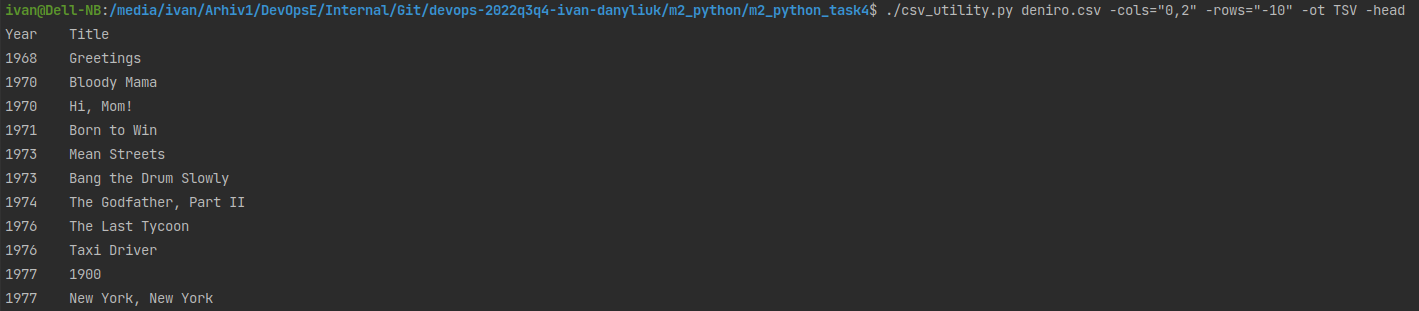 ivan@Dell-NB:/media/ivan/Arhiv1/DevOpsE/Internal/Git/devops-2022q3q4-ivan-danyliuk/m2_python/m2_python_task4$ ./csv_utility.py deniro.csv -cols="0,2" -rows="-10" -ot TSV -head
Year    Title
1968    Greetings
1970    Bloody Mama
1970    Hi, Mom!
1971    Born to Win
1973    Mean Streets
1973    Bang the Drum Slowly
1974    The Godfather, Part II
1976    The Last Tycoon
1976    Taxi Driver
1977    1900
1977    New York, New York